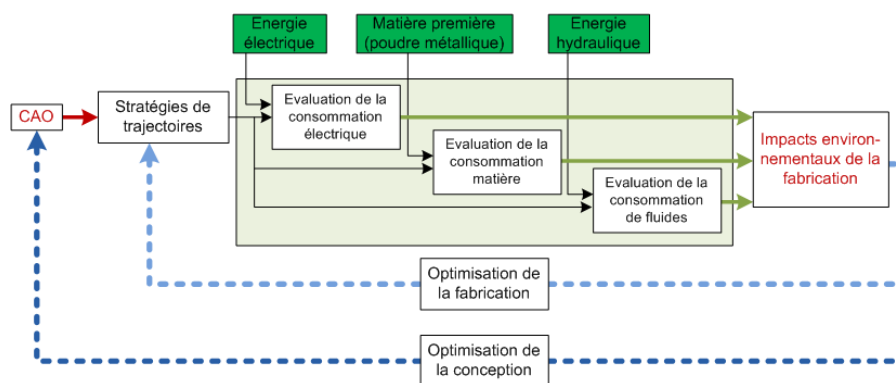 Energie
électrique
Matière première
(poudre métallique)
Energie
hydraulique
CAO
Stratégies de
trajectoires
Evaluation de la
consommation
électrique
Evaluation de la
consommation
matière
Evaluation de la
consommation
de fluides
Impacts environ-
nementaux de la
fabrication
Optimisation de
la fabrication
Optimisation de
la conception